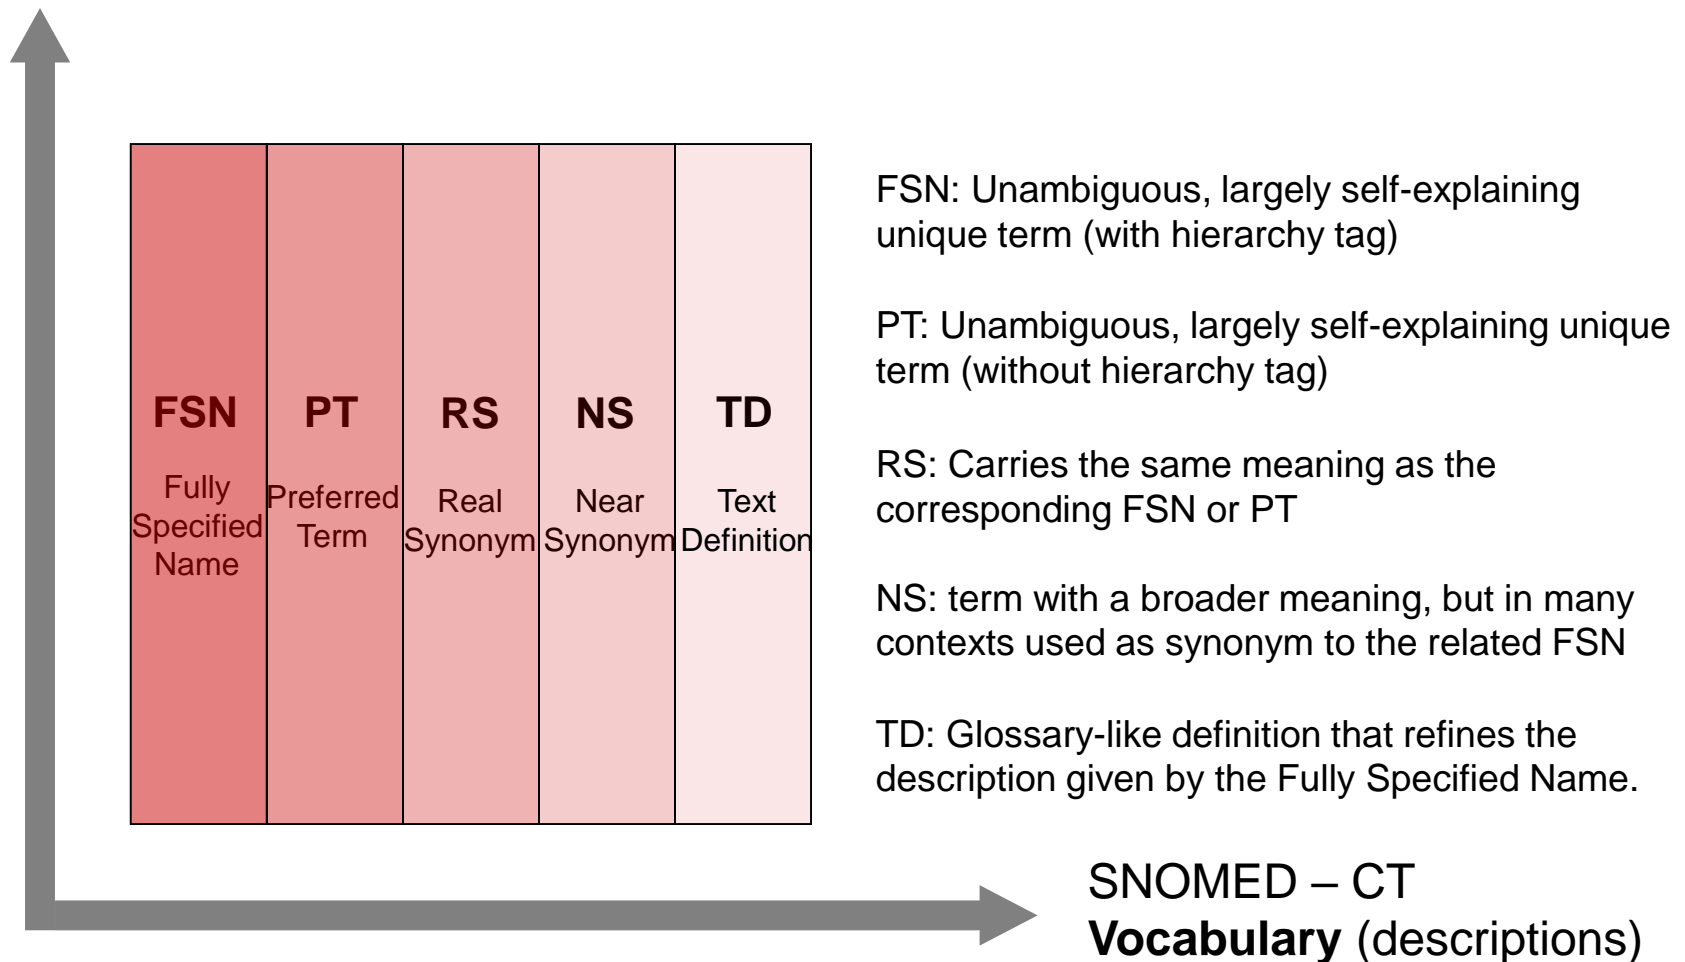 FSN
Fully
Specified
Name
PT
Preferred
Term
RS
Real
Synonym
NS
Near
Synonym
TD
Text
Definition
FSN: Unambiguous, largely self-explaining
unique term (with hierarchy tag)
PT: Unambiguous, largely self-explaining unique
term (without hierarchy tag)
RS: Carries the same meaning as the
corresponding FSN or PT
NS: term with a broader meaning, but in many
contexts used as synonym to the related FSN
TD: Glossary-like definition that refines the
description given by the Fully Specified Name.
SNOMED – CT
Vocabulary (descriptions)